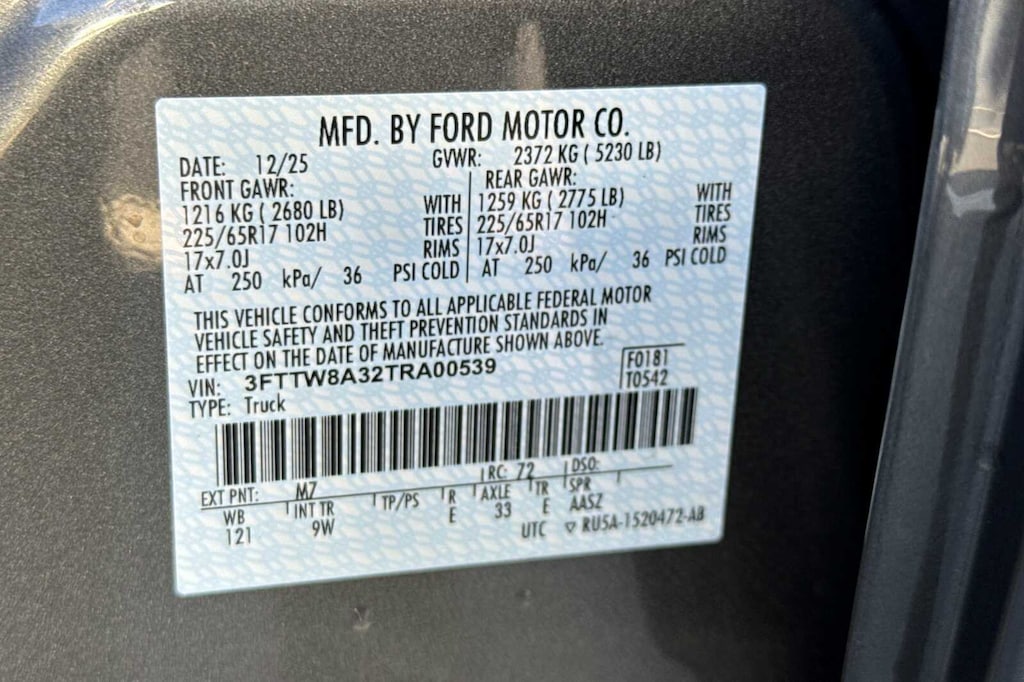 MFD. BY FORD MOTOR CO.
DATE: 12/25 GVWR: 2372 KG ( 5230 LB)
FRONT GAWR: REAR GAWR:
1216 KG ( 2680 LB) WITH 1259 KG ( 2775 LB) WITH
225/65R17 102H TIRES 225/65R17 102H TIRES
17x7.0J RIMS 17x7.0J RIMS
AT 250 kPa/ 36 PSI COLD AT 250 kPa/ 36 PSI COLD
THIS VEHICLE CONFORMS TO ALL APPLICABLE FEDERAL MOTOR
VEHICLE SAFETY AND THEFT PREVENTION STANDARDS IN
EFFECT ON THE DATE OF MANUFACTURE SHOWN ABOVE.
VIN: 3FTTW8A32TRA00539 F0181
TYPE: Truck T0542
EXT PNT: M7 RC: 72 DSO:
WB INT TR TP/PS R AXLE TR SPR
121 9W E 33 E AASZ
UTC ▽ RU5A-1520472-AB